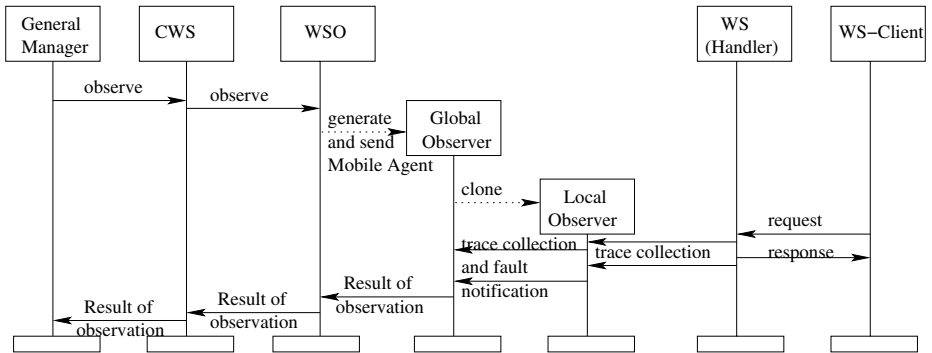 General
Manager
CWS
WSO
WS
(Handler)
WS−Client
observe
observe
generate
and send
Mobile Agent
Global
Observer
clone
Local
Observer
request
trace collection
trace collection
response
and fault
notification
Result of
observation
Result of
observation
Result of
observation